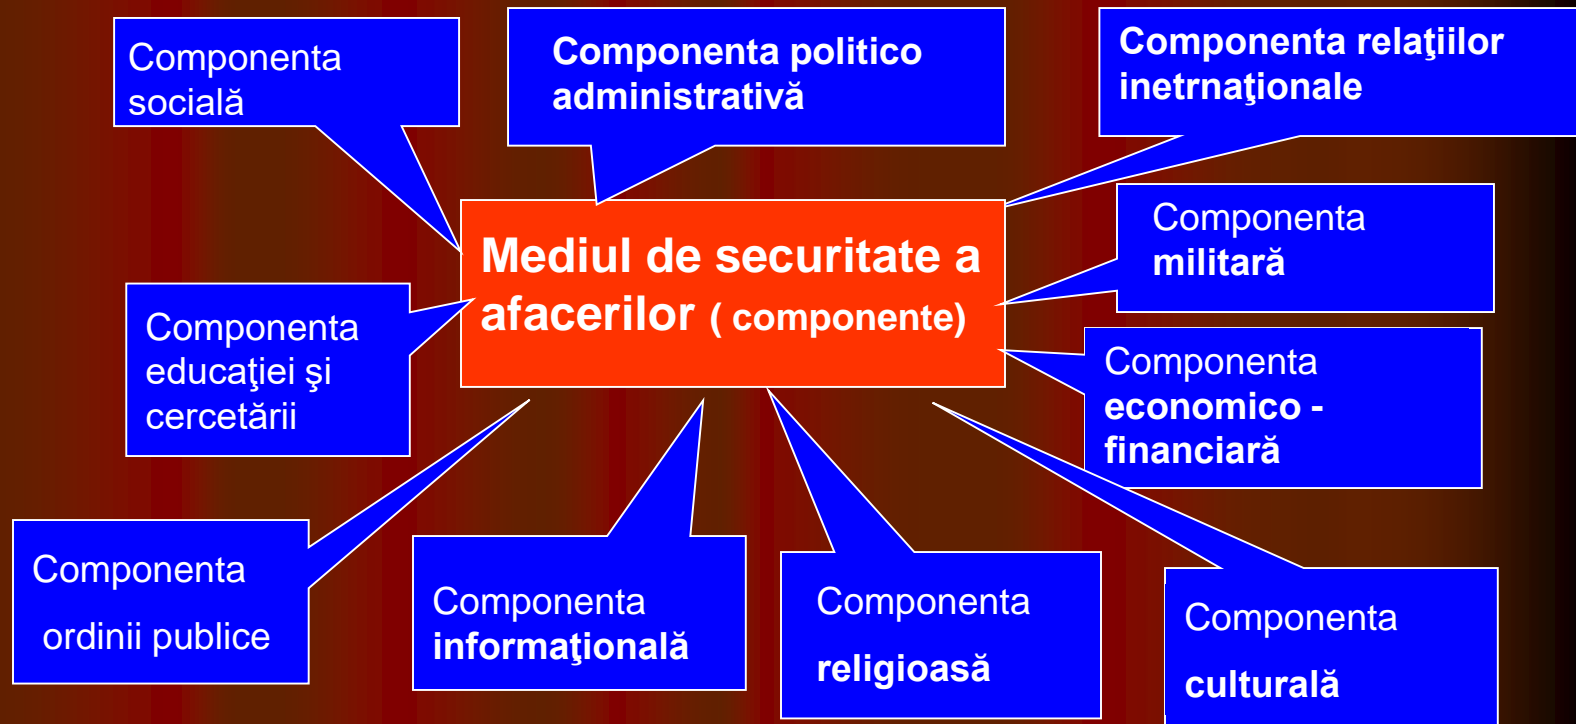 Componenta
socială
Componenta politico
administrativă
Componenta relaţiilor
inetrnaţionale
Mediul de securitate a
afacerilor ( componente)
Componenta
militară
Componenta
educaţiei şi
cercetării
Componenta
economico -
financiară
Componenta
ordinii publice
Componenta
informaţională
Componenta
religioasă
Componenta
culturală